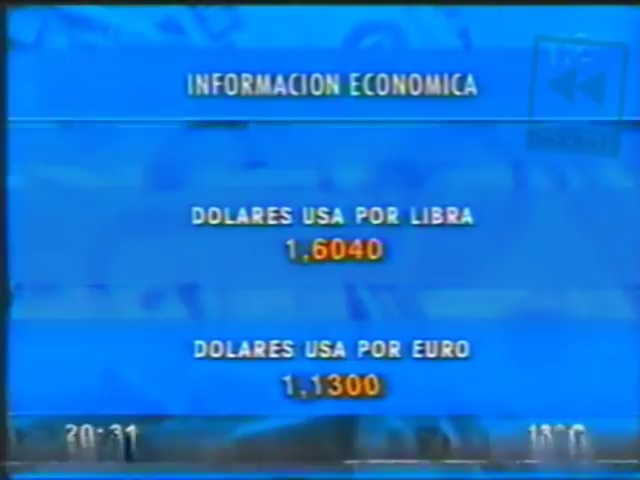 INFORMACION ECONOMICA
DOLARES USA POR LIBRA
1,6040
DOLARES USA POR EURO
1,1300
20:31